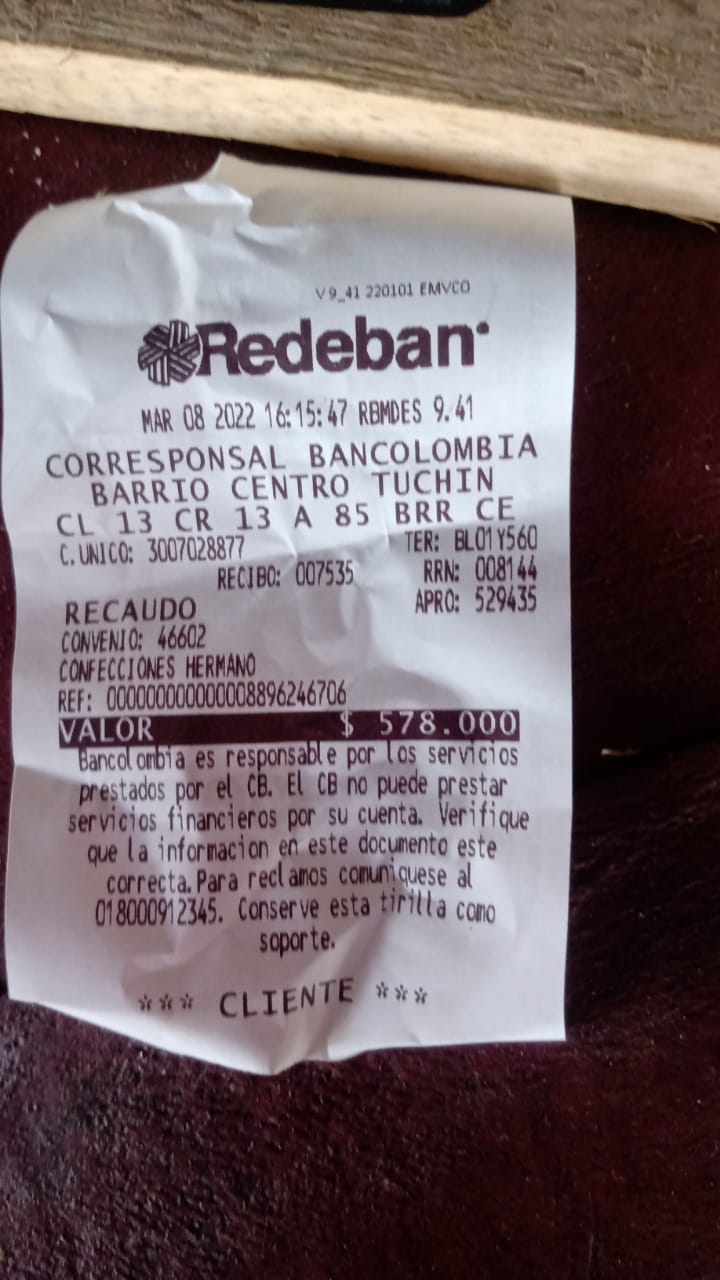 V9_41 220101 EMVCO
Redeban
MAR 08 2022 16:15:47 RBMDES 9.41
CORRESPONSAL BANCOLOMBIA
BARRIO CENTRO TUCHIN
CL 13 CR 13 A 85 BRR CE
C. UNICO: 3007028877 TER: BL01Y560
RECIBO: 007535 RRN: 008144
RECAUDO APRO: 529435
CONVENIO: 46602
CONFECCIONES HERMANO
REF: 00000000000008896246706
VALOR $ 578.000
Bancolombia es responsable por los servicios
prestados por el CB. El CB no puede prestar
servicios financieros por su cuenta. Verifique
que la informacion en este documento este
correcta. Para reclamos comuniquese al
018000912345. Conserve esta tirilla como
soporte.
*** CLIENTE ***